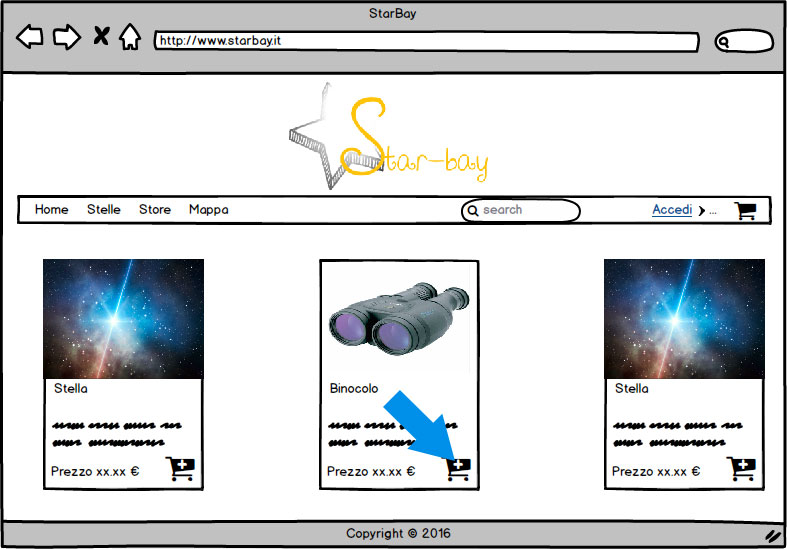 StarBay
http://www.starbay.it
Star-bay
Home Stelle Store Mappa search Accedi ...
Stella
Prezzo xx.xx €
Binocolo
Prezzo xx.xx €
Stella
Prezzo xx.xx €
Copyright © 2016